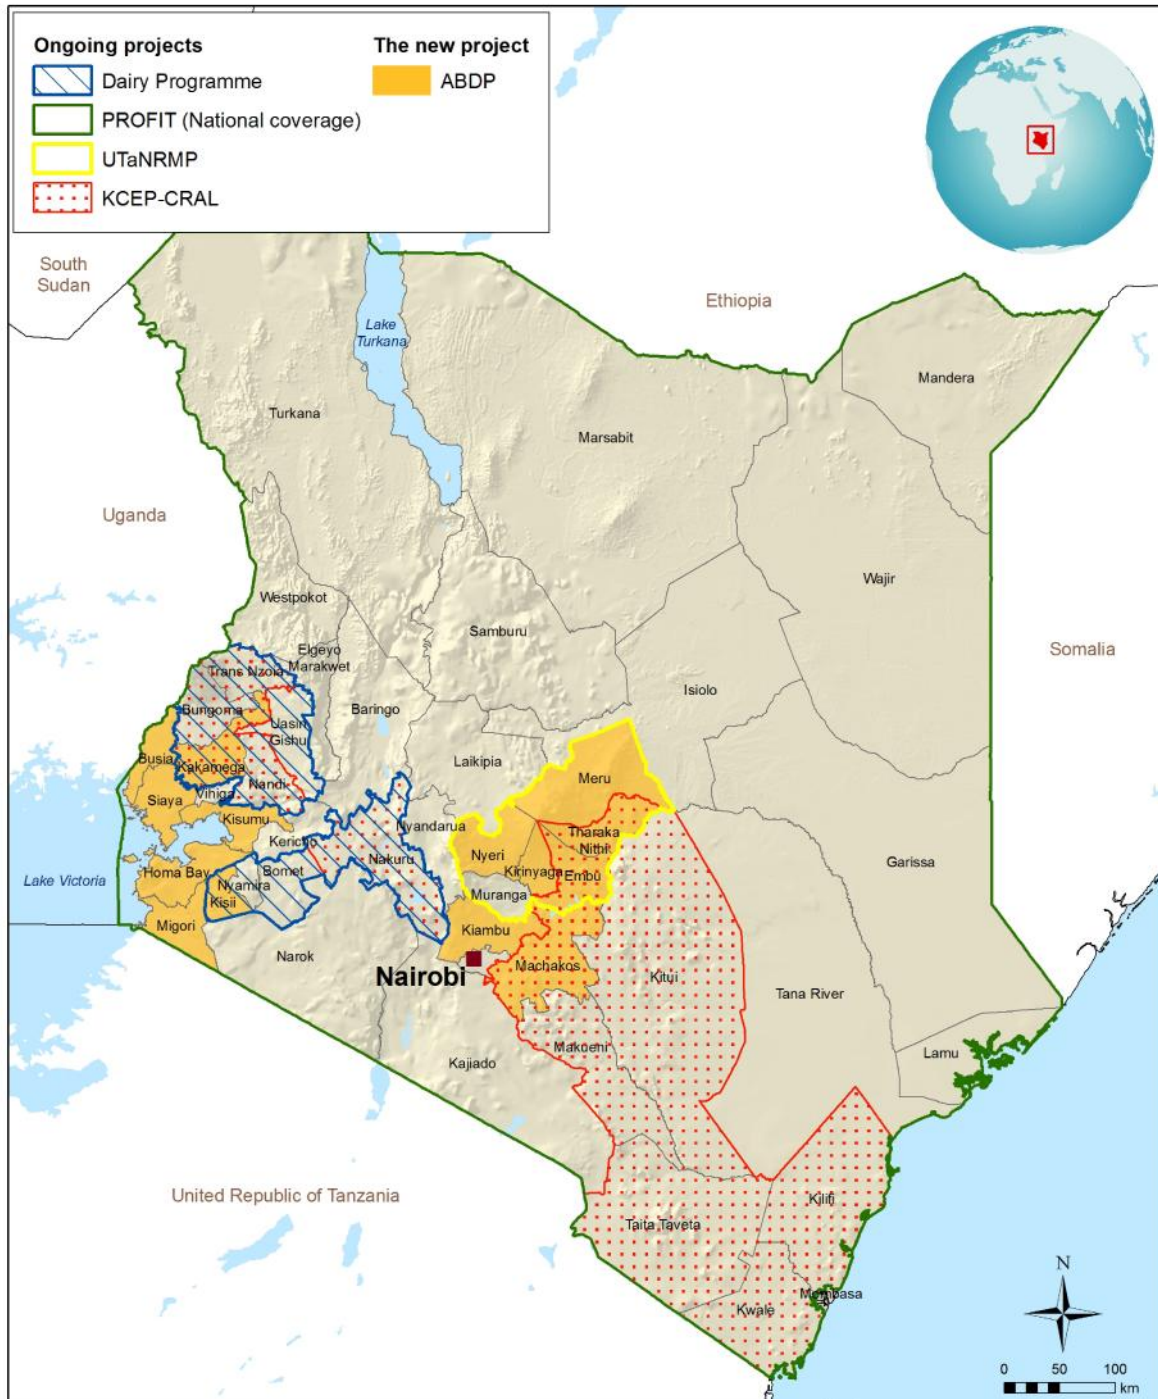 Ongoing projects
Dairy Programme
PROFIT (National coverage)
UTaNRMP
KCEP-CRAL
The new project
ABDP
South
Sudan
Ethiopia
Lake
Turkana
Mandera
Turkana
Marsabit
Uganda
Wajir
Westpokot
Samburu
Somalia
Elgeyo
Marakwet
Trans Nzoia
Isiolo
Bungoma
Baringo
Uasin
Gishu
Busia
Laikipia
Kakamega
Meru
Nandi
Vihiga
Siaya
Kisumu
Nyandarua
Tharaka
Nithi
Kericho
Nakuru
Nyeri
Garissa
Homa Bay
Bomet
Kirinyaga
Embu
Lake Victoria
Nyamira
Muranga
Kisii
Migori
Kiambu
Narok
Machakos
Nairobi
Kitui
Tana River
Makueni
Lamu
Kajiado
United Republic of Tanzania
Kilifi
Taita Taveta
N
Mombasa
Kwale
0 50 100
km